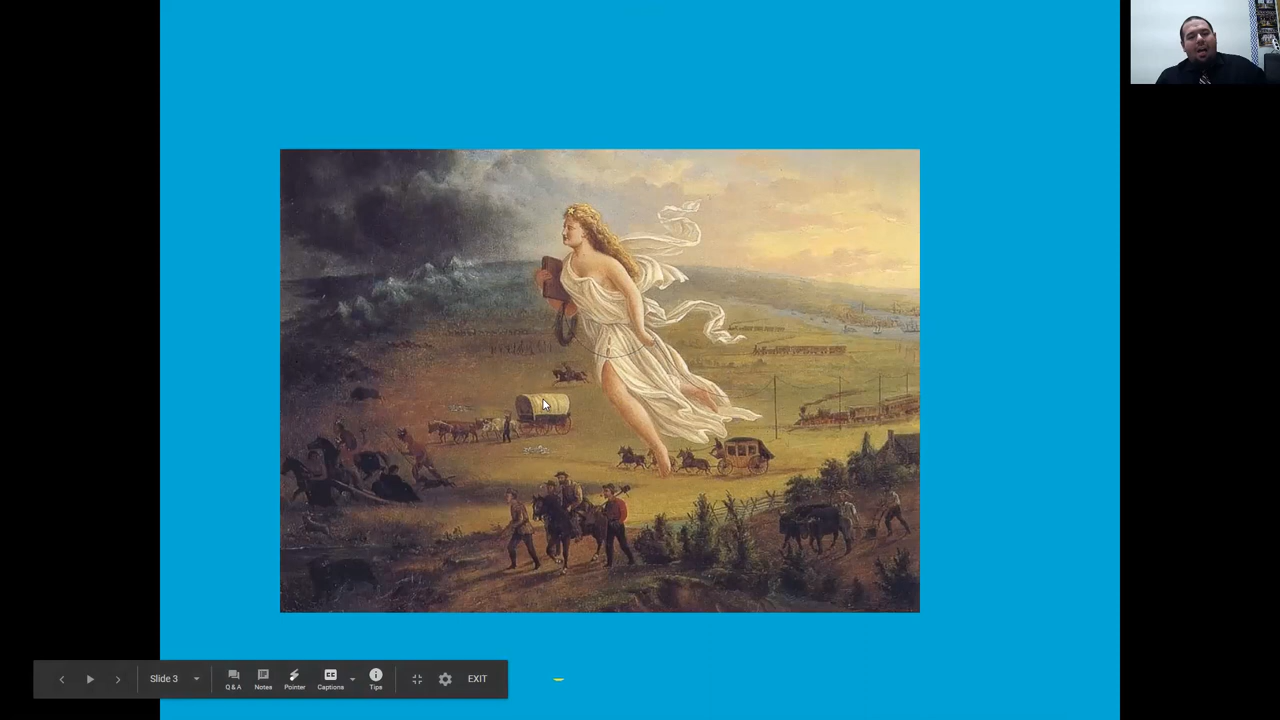 Slide 3
Q & A
Notes
Pointer
Captions
Tips
EXIT